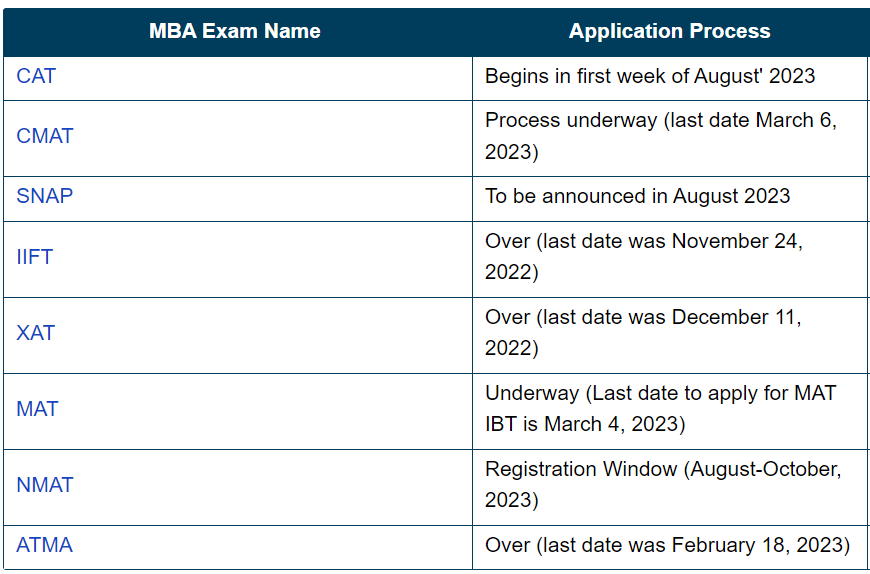 MBA Exam Name Application Process
CAT Begins in first week of August' 2023
CMAT Process underway (last date March 6,
2023)
SNAP To be announced in August 2023
IIFT Over (last date was November 24,
2022)
XAT Over (last date was December 11,
2022)
MAT Underway (Last date to apply for MAT
IBT is March 4, 2023)
NMAT Registration Window (August-October,
2023)
ATMA Over (last date was February 18, 2023)